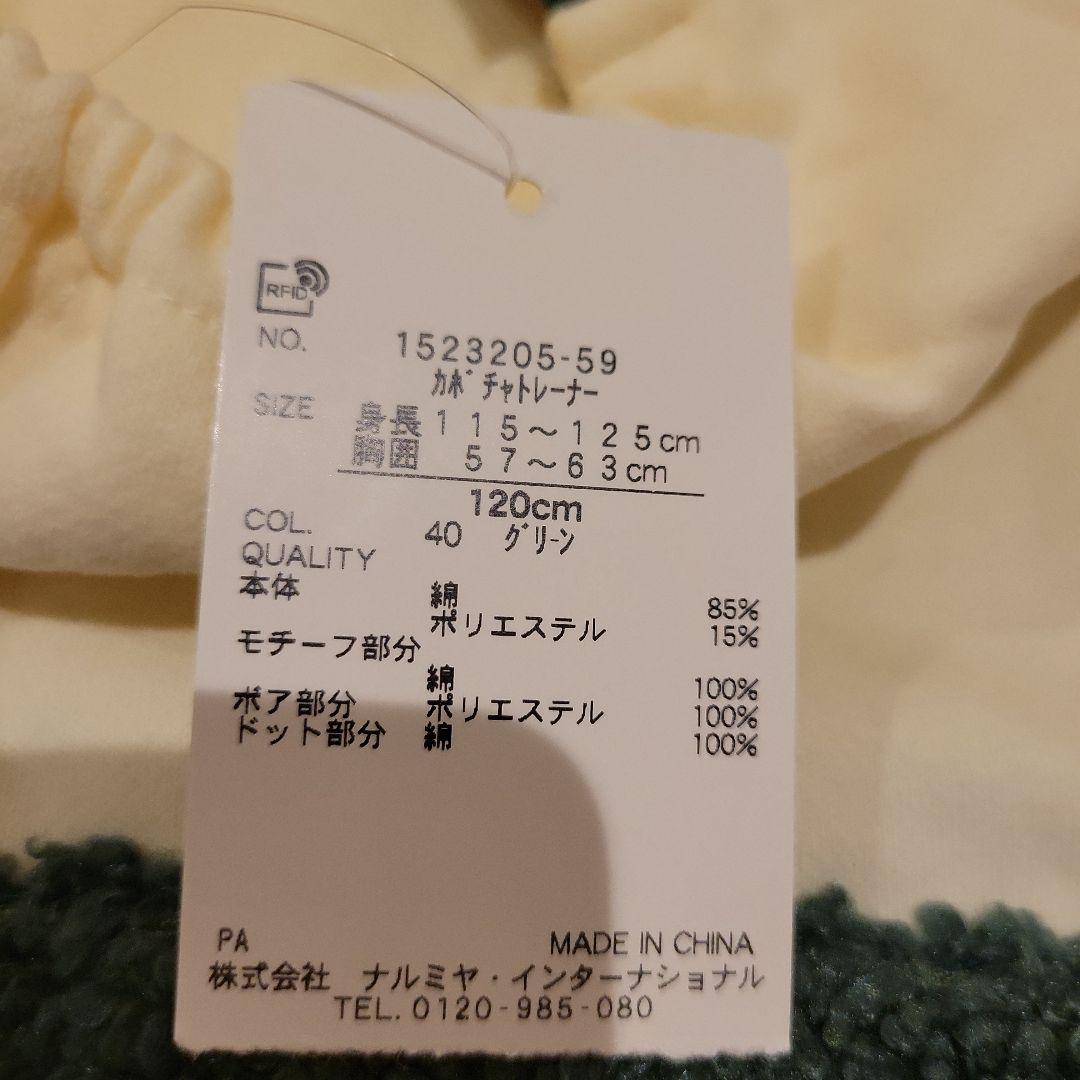 RFID
NO. 1523205-59
カボチャトレーナー
SIZE 身長115～125cm
胸囲 57～63cm
120cm
COL. 40 グリーン
QUALITY
本体 綿 85%
ポリエステル 15%
モチーフ部分
綿 100%
ボア部分 ポリエステル 100%
ドット部分 綿 100%
PA MADE IN CHINA
株式会社 ナルミヤ・インターナショナル
TEL. 0120-985-080